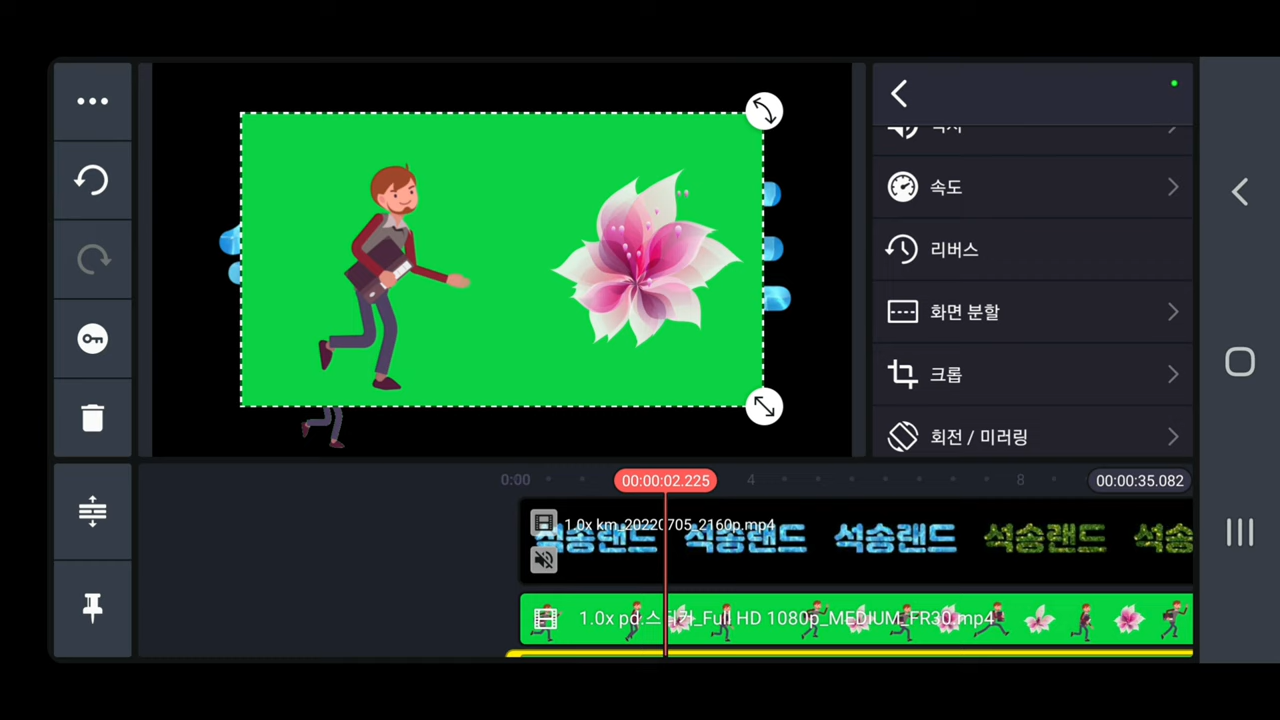 속도
리버스
화면 분할
크롭
회전 / 미러링
0:00
00:00:02.225
4
8
00:00:35.082
1.0x km_20220705_2160p.mp4
석송랜드 석송랜드 석송랜드 석송랜드 석송
1.0x pd.스티커_Full HD 1080p_MEDIUM_FR30.mp4